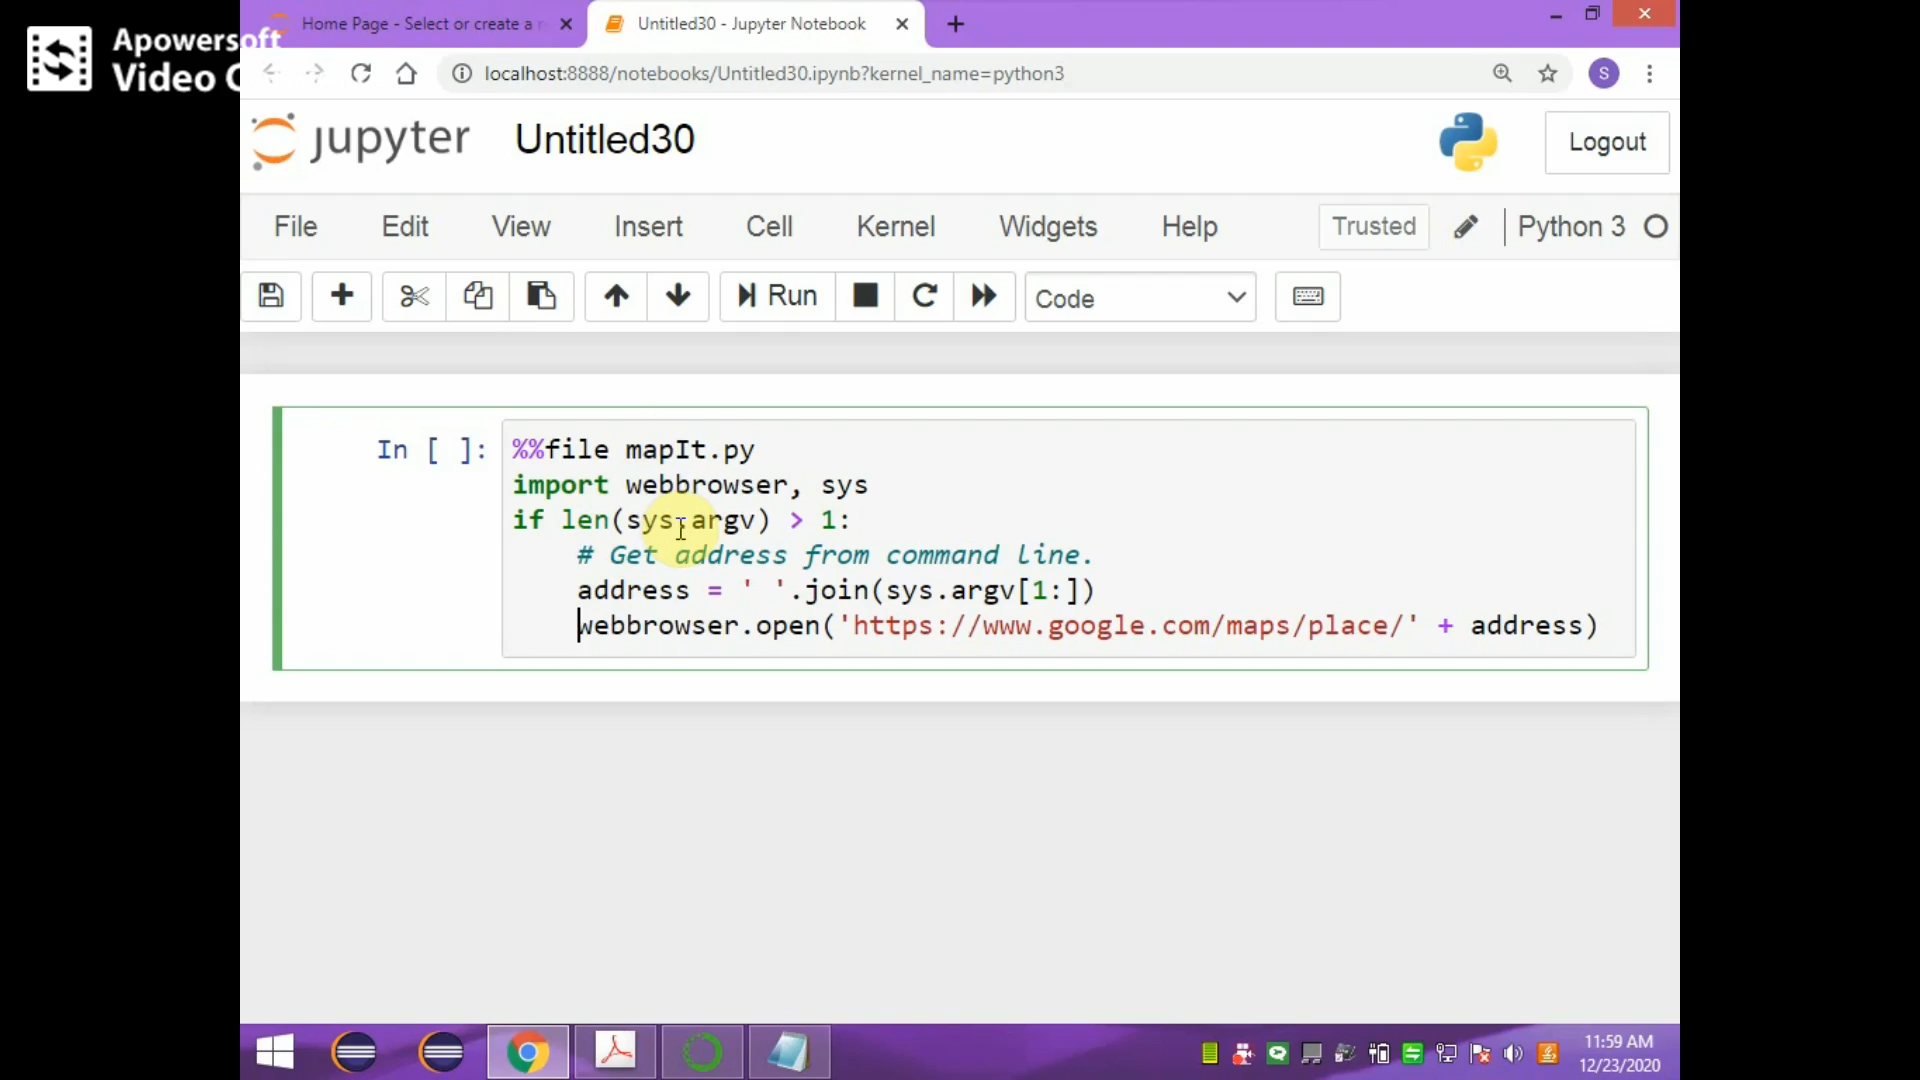 Apowersoft
Video C
Home Page - Select or create a n
Untitled30 - Jupyter Notebook
localhost:8888/notebooks/Untitled30.ipynb?kernel_name=python3
S
jupyter
Untitled30
Logout
File Edit View Insert Cell Kernel Widgets Help
Trusted
Python 3
Run
Code
In [ ]:
%%file mapIt.py
import webbrowser, sys
if len(sys.argv) > 1:
# Get address from command line.
address = ' '.join(sys.argv[1:])
webbrowser.open('https://www.google.com/maps/place/' + address)
11:59 AM
12/23/2020